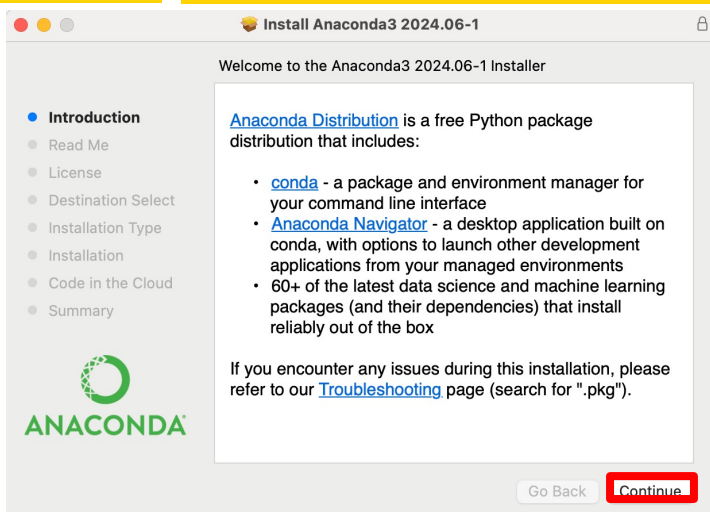 Install Anaconda3 2024.06-1
Welcome to the Anaconda3 2024.06-1 Installer
Introduction
Read Me
License
Destination Select
Installation Type
Installation
Code in the Cloud
Summary
ANACONDA
Anaconda Distribution is a free Python package
distribution that includes:
• conda - a package and environment manager for
your command line interface
• Anaconda Navigator - a desktop application built on
conda, with options to launch other development
applications from your managed environments
• 60+ of the latest data science and machine learning
packages (and their dependencies) that install
reliably out of the box
If you encounter any issues during this installation, please
refer to our Troubleshooting page (search for ".pkg").
Go Back
Continue